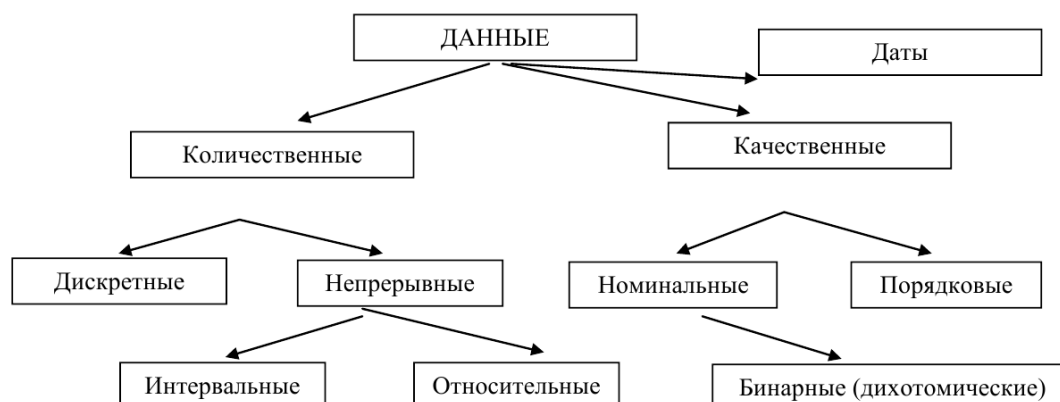 ДАННЫЕ
Даты
Количественные
Качественные
Дискретные
Непрерывные
Номинальные
Порядковые
Интервальные
Относительные
Бинарные (дихотомические)